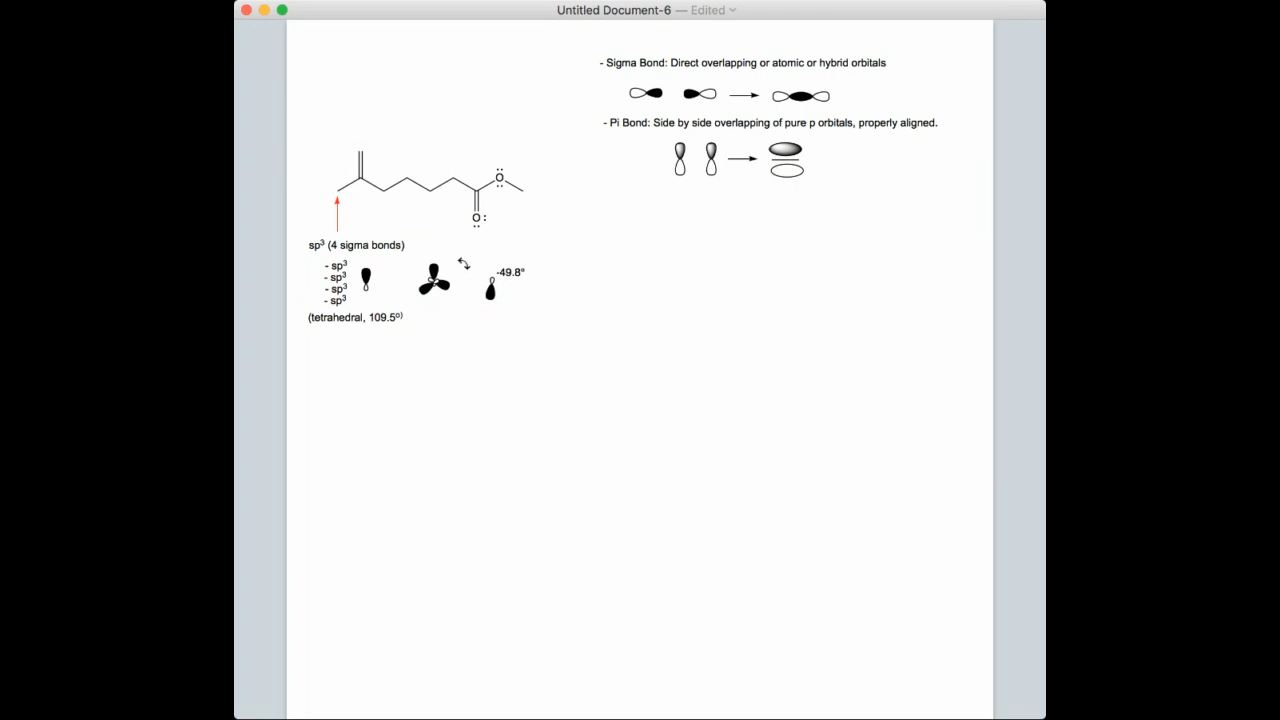 Untitled Document-6 — Edited
- Sigma Bond: Direct overlapping or atomic or hybrid orbitals
- Pi Bond: Side by side overlapping of pure p orbitals, properly aligned.
O
O
sp³ (4 sigma bonds)
- sp³
- sp³
- sp³
- sp³
-49.8°
(tetrahedral, 109.5º)